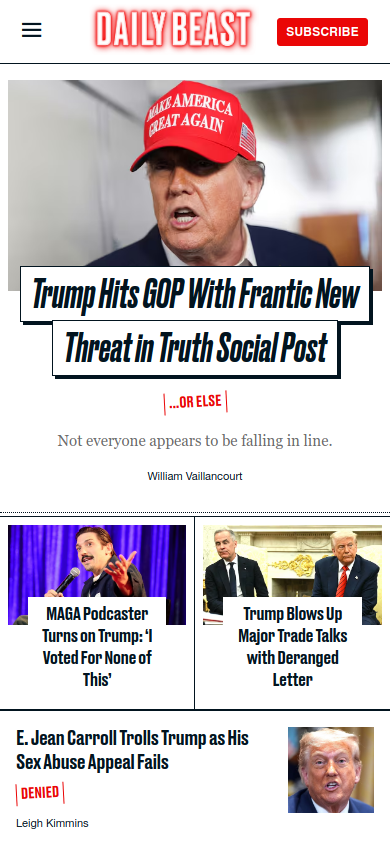 DAILY BEAST
SUBSCRIBE
MAKE AMERICA
GREAT AGAIN
Trump Hits GOP With Frantic New
Threat in Truth Social Post
...OR ELSE
Not everyone appears to be falling in line.
William Vaillancourt
MAGA Podcaster
Turns on Trump: ‘I
Voted For None of
This’
Trump Blows Up
Major Trade Talks
with Deranged
Letter
E. Jean Carroll Trolls Trump as His
Sex Abuse Appeal Fails
DENIED
Leigh Kimmins